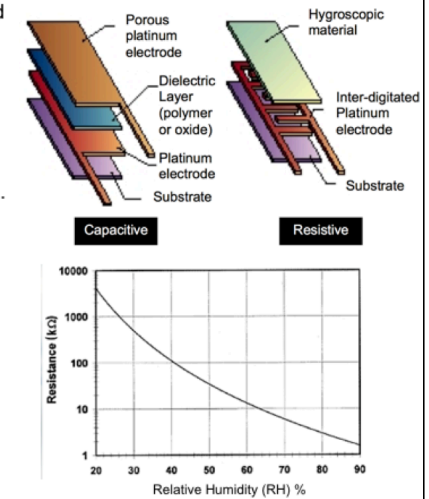 d
Porous
platinum
electrode
Dielectric
Layer
(polymer
or oxide)
Platinum
electrode
Substrate
Capacitive
Hygroscopic
material
Inter-digitated
Platinum
electrode
Substrate
Resistive
Resistance (kΩ)
10000
1000
100
10
1
20 30 40 50 60 70 80 90
Relative Humidity (RH) %